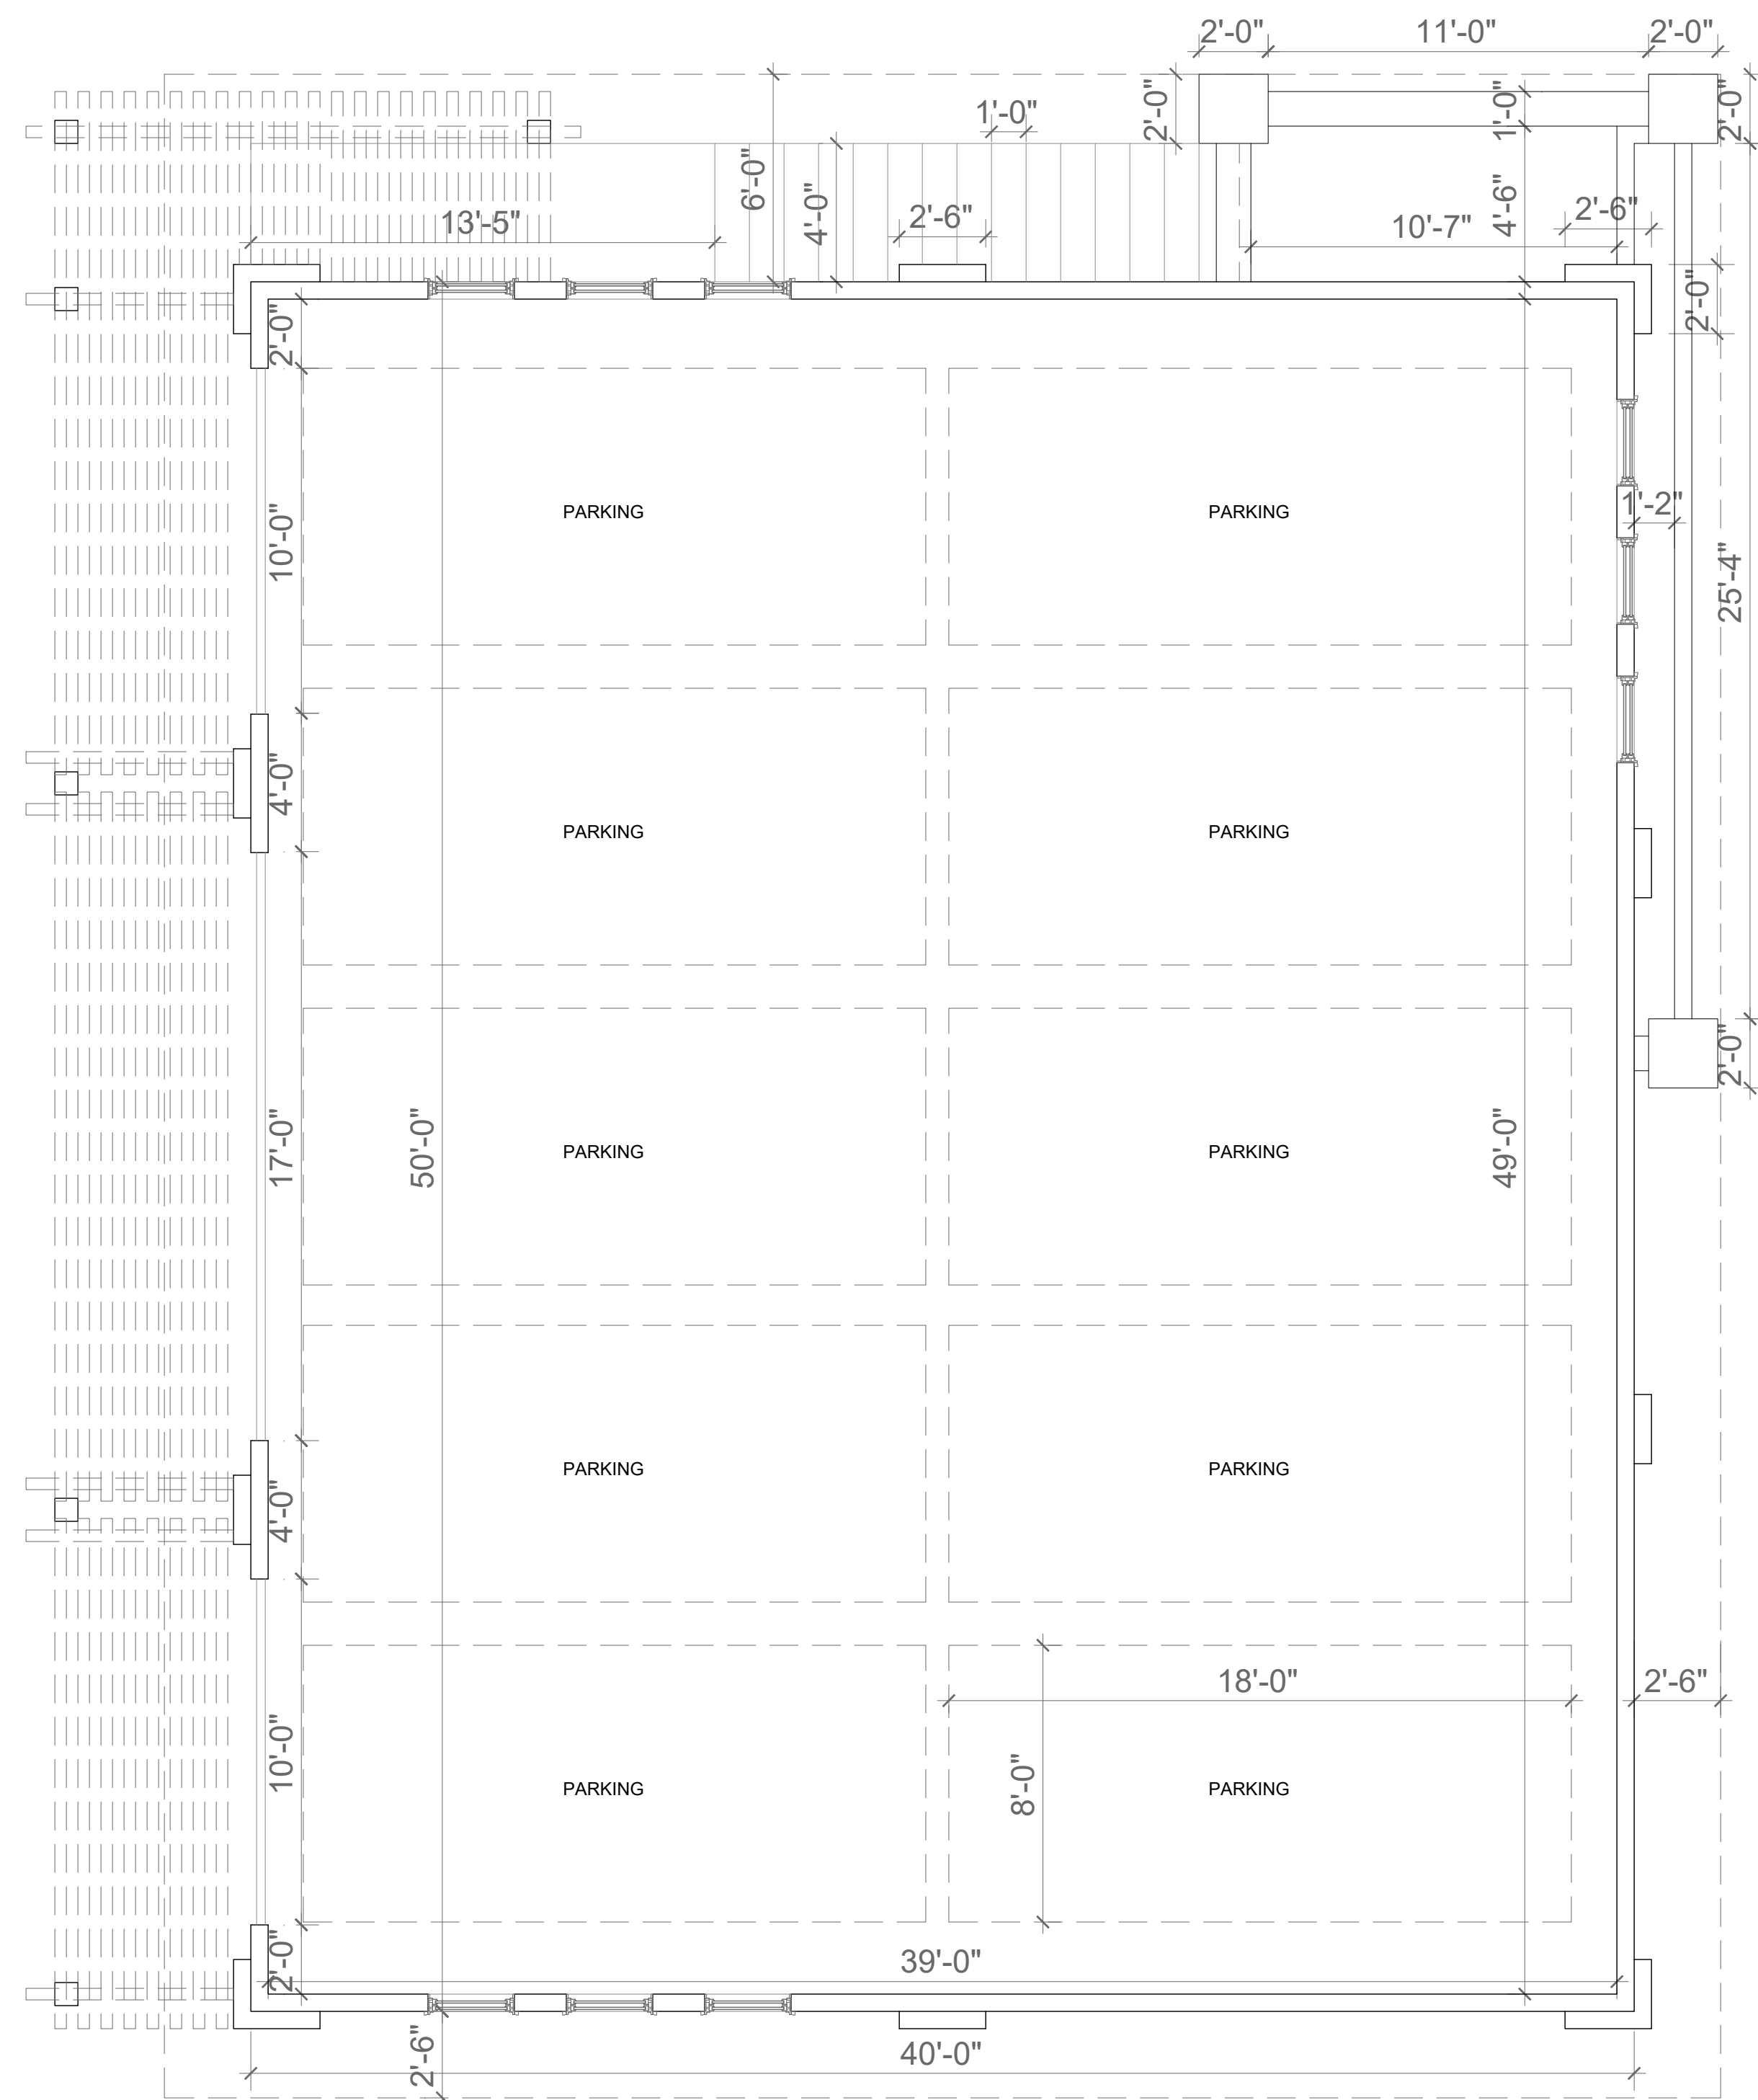 2'-0" 11'-0" 2'-0"
2'-0" 1'-0" 2'-0"
1'-0"
6'-0" 4'-0" 4'-6"
13'-5" 2'-6" 10'-7" 2'-6"
2'-0" 2'-0"
PARKING PARKING
10'-0" 1'-2" 25'-4"
4'-0" PARKING PARKING
2'-0"
17'-0" 50'-0" PARKING PARKING 49'-0"
4'-0" PARKING PARKING
18'-0" 2'-6"
10'-0" PARKING 8'-0" PARKING
2'-0" 39'-0"
2'-6" 40'-0"